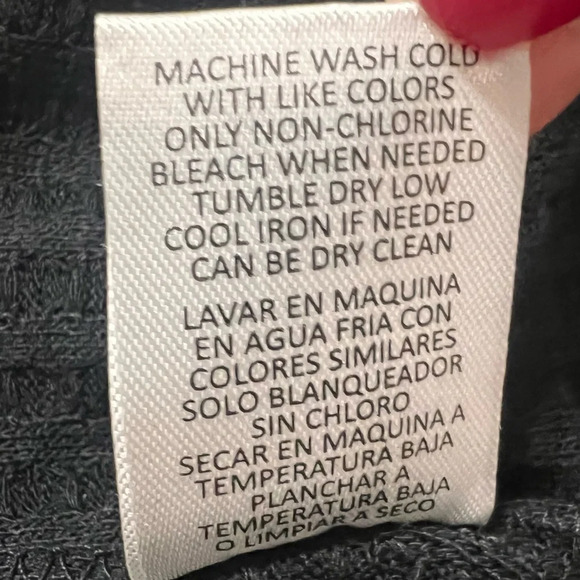 MACHINE WASH COLD
WITH LIKE COLORS
ONLY NON-CHLORINE
BLEACH WHEN NEEDED
TUMBLE DRY LOW
COOL IRON IF NEEDED
CAN BE DRY CLEAN
LAVAR EN MAQUINA
EN AGUA FRIA CON
COLORES SIMILARES
SOLO BLANQUEADOR
SIN CHLORO
SECAR EN MAQUINA A
TEMPERATURA BAJA
PLANCHAR A
TEMPERATURA BAJA
O LIMPIAR A SECO